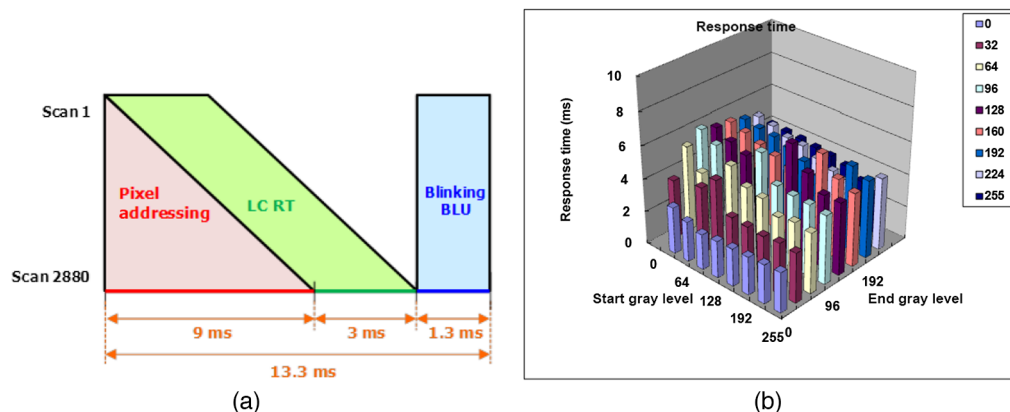 Scan 1
Pixel
addressing
LC RT
Blinking
BLU
Scan 2880
9 ms
3 ms
1.3 ms
13.3 ms
(a)
Response time
Response time (ms)
10
8
6
4
2
0
0
64
128
192
255
Start gray level
0
96
192
End gray level
0
32
64
96
128
160
192
224
255
(b)